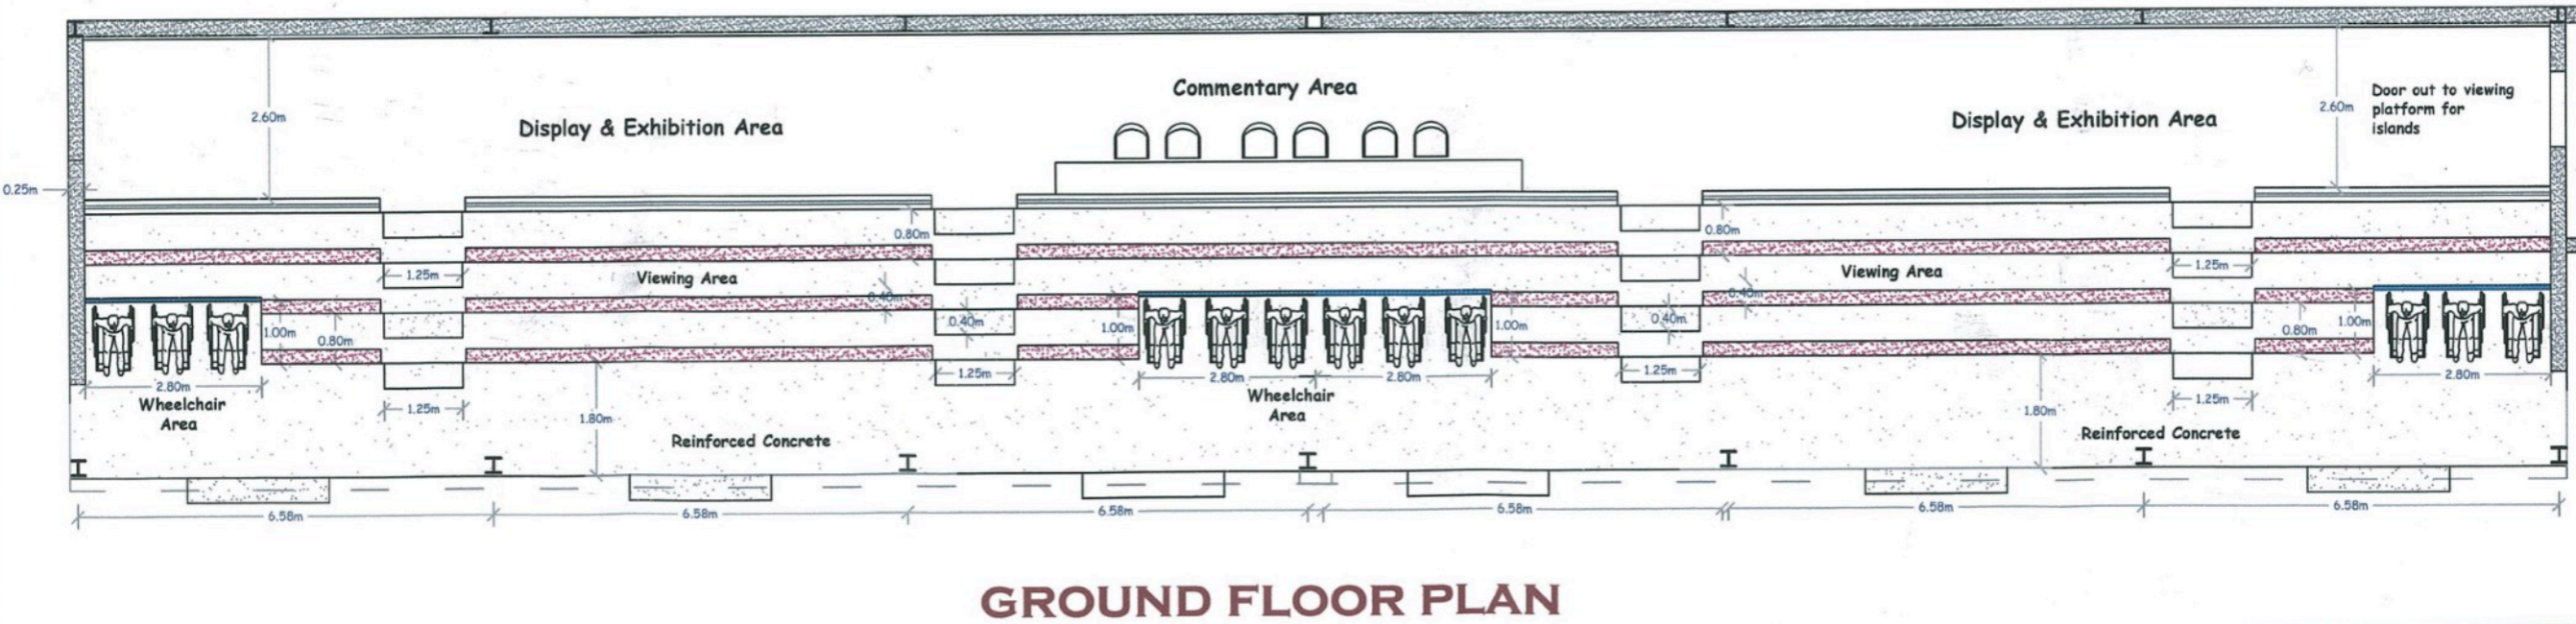 Commentary Area
Door out to viewing
platform for
islands
2.60m
2.60m
Display & Exhibition Area
Display & Exhibition Area
0.25m
0.80m
0.80m
1.25m
Viewing Area
Viewing Area
1.25m
0.40m
0.40m
1.00m
0.80m
0.40m
1.00m
1.00m
0.40m
0.80m
1.00m
2.80m
1.25m
2.80m
2.80m
1.25m
2.80m
Wheelchair
Area
1.25m
Wheelchair
Area
1.25m
1.80m
1.80m
Reinforced Concrete
Reinforced Concrete
6.58m
6.58m
6.58m
6.58m
6.58m
6.58m
GROUND FLOOR PLAN